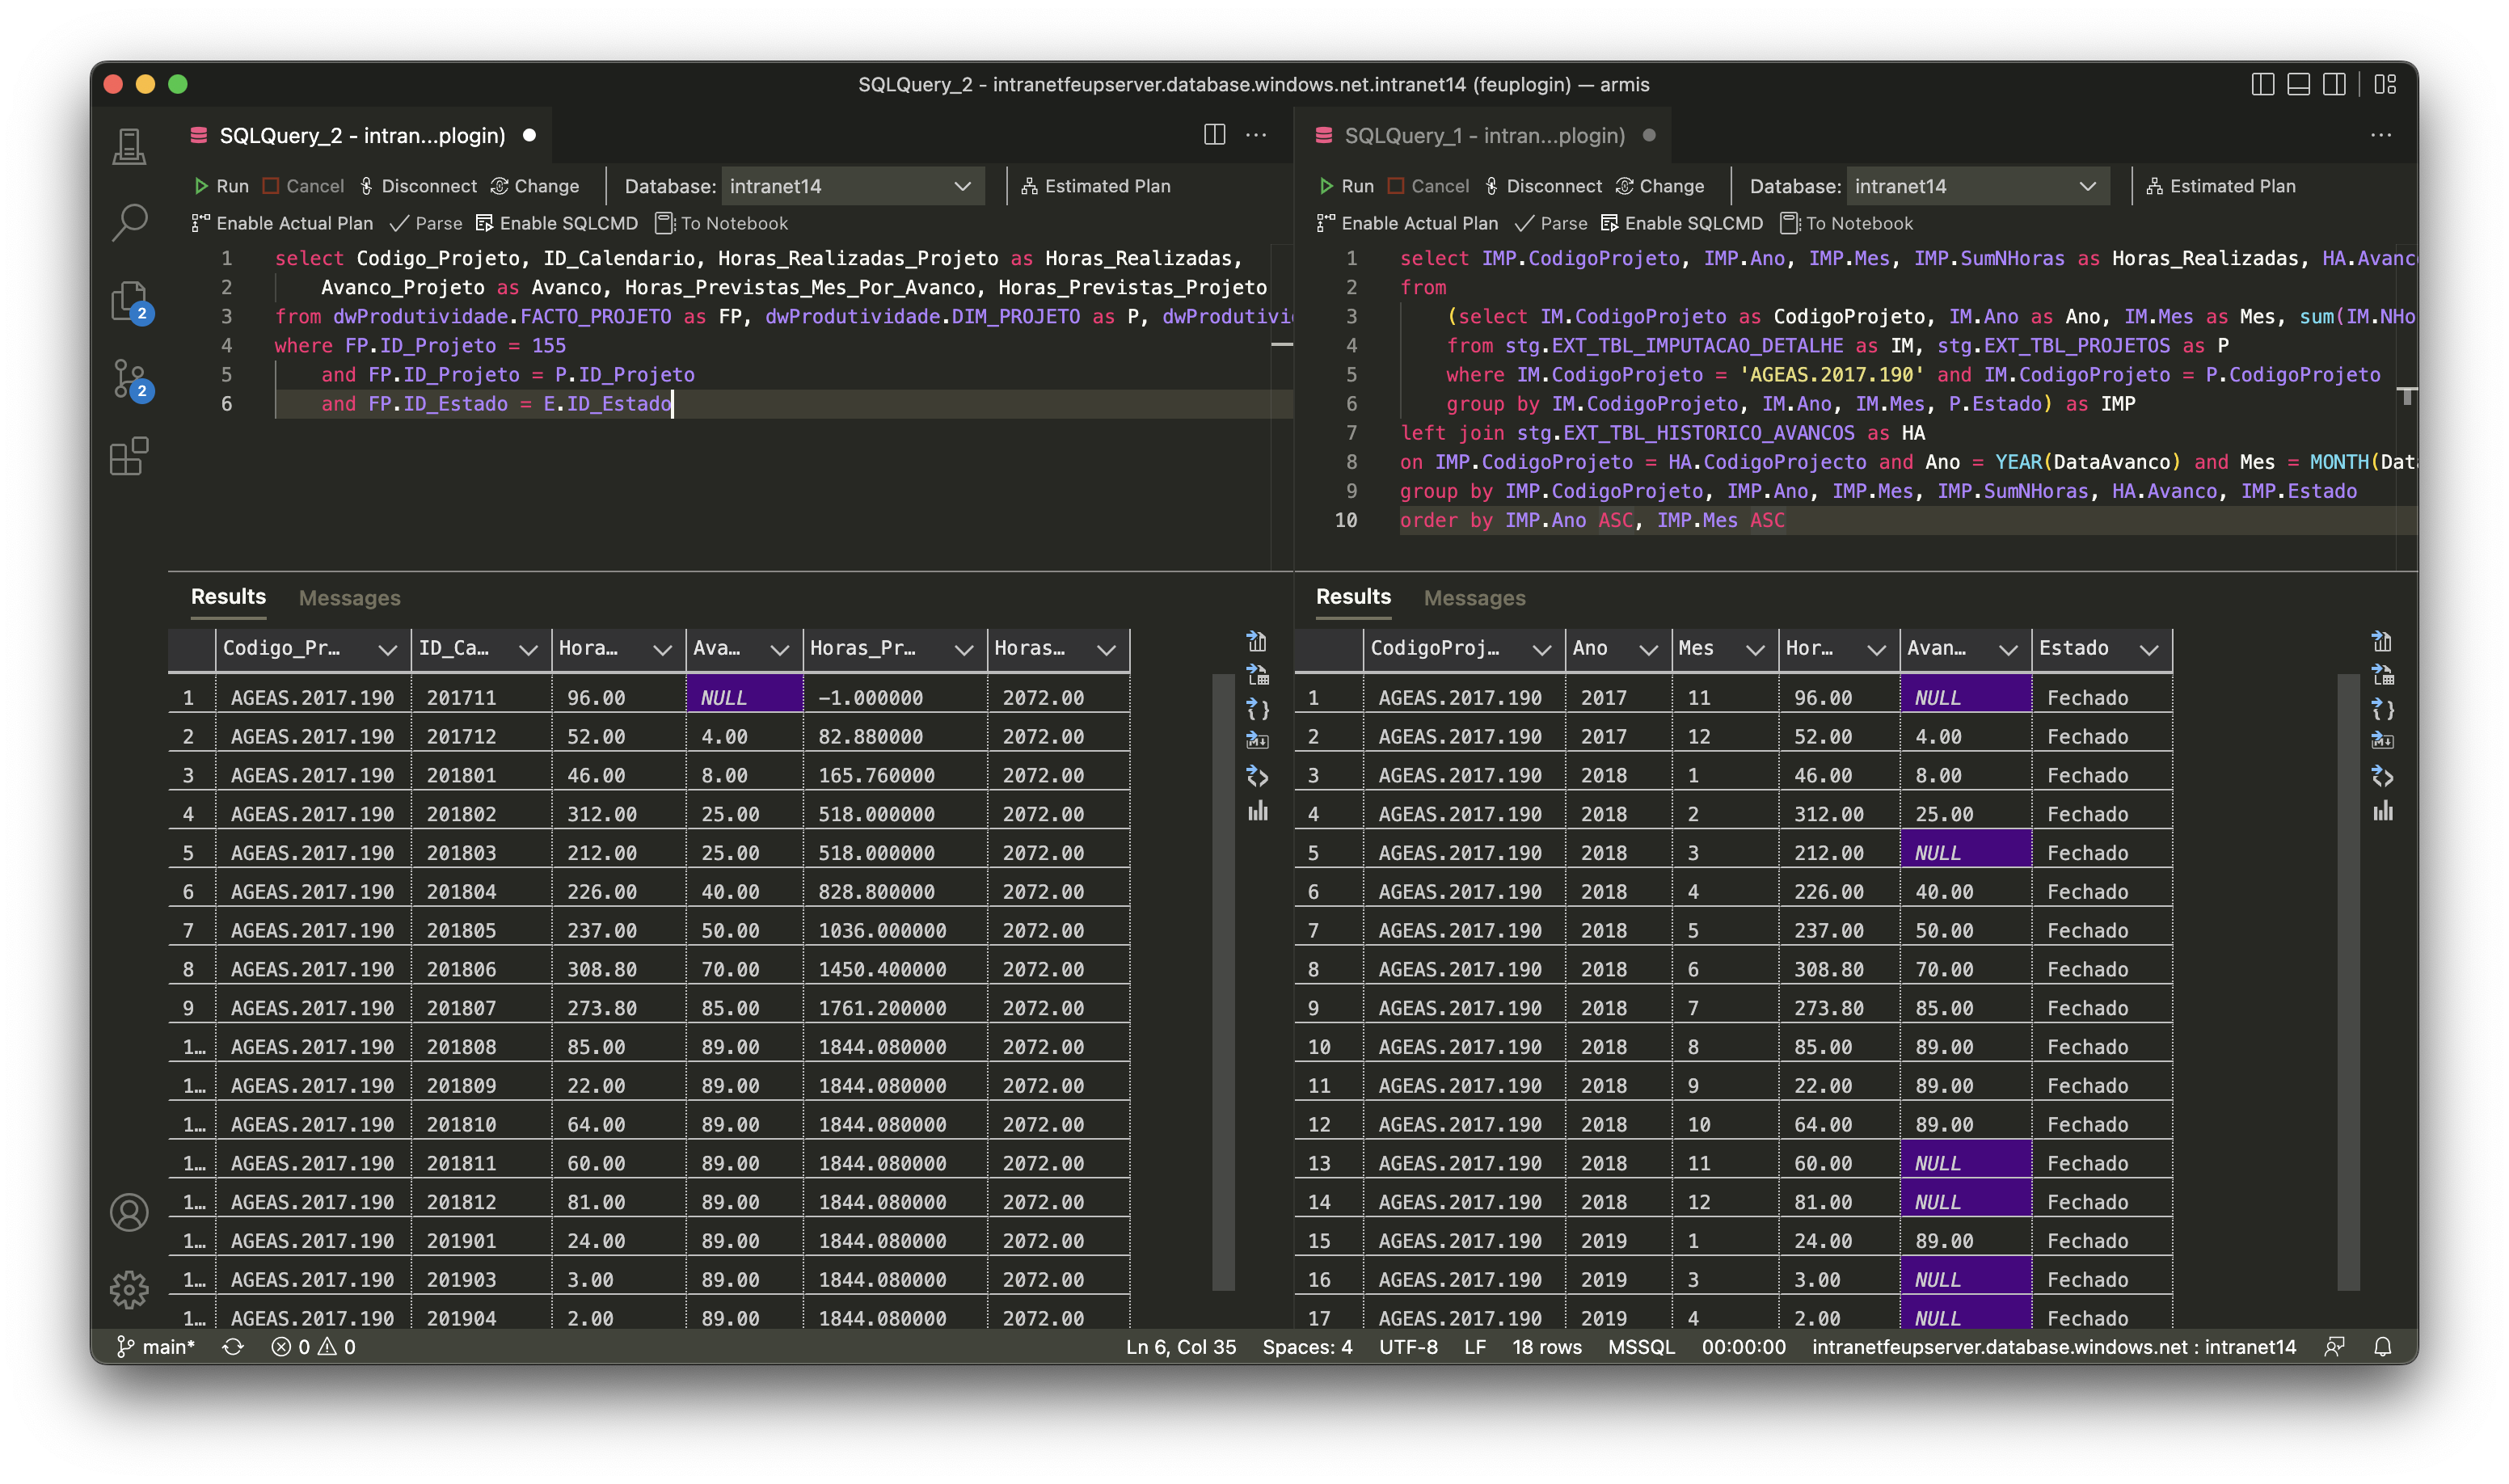 SQLQuery_2 - intranetfeupserver.database.windows.net.intranet14 (feuplogin) — armis
SQLQuery_2 - intran...plogin)
Run Cancel Disconnect Change Database: intranet14 Estimated Plan
Enable Actual Plan Parse Enable SQLCMD To Notebook
1 select Codigo_Projeto, ID_Calendario, Horas_Realizadas_Projeto as Horas_Realizadas,
2 Avanco_Projeto as Avanco, Horas_Previstas_Mes_Por_Avanco, Horas_Previstas_Projeto
3 from dwProdutividade.FACTO_PROJETO as FP, dwProdutividade.DIM_PROJETO as P, dwProdutivi
4 where FP.ID_Projeto = 155
5 and FP.ID_Projeto = P.ID_Projeto
6 and FP.ID_Estado = E.ID_Estado
Results Messages
Codigo_Pr... ID_Ca... Hora... Ava... Horas_Pr... Horas...
1 AGEAS.2017.190 201711 96.00 NULL -1.000000 2072.00
2 AGEAS.2017.190 201712 52.00 4.00 82.880000 2072.00
3 AGEAS.2017.190 201801 46.00 8.00 165.760000 2072.00
4 AGEAS.2017.190 201802 312.00 25.00 518.000000 2072.00
5 AGEAS.2017.190 201803 212.00 25.00 518.000000 2072.00
6 AGEAS.2017.190 201804 226.00 40.00 828.800000 2072.00
7 AGEAS.2017.190 201805 237.00 50.00 1036.000000 2072.00
8 AGEAS.2017.190 201806 308.80 70.00 1450.400000 2072.00
9 AGEAS.2017.190 201807 273.80 85.00 1761.200000 2072.00
1... AGEAS.2017.190 201808 85.00 89.00 1844.080000 2072.00
1... AGEAS.2017.190 201809 22.00 89.00 1844.080000 2072.00
1... AGEAS.2017.190 201810 64.00 89.00 1844.080000 2072.00
1... AGEAS.2017.190 201811 60.00 89.00 1844.080000 2072.00
1... AGEAS.2017.190 201812 81.00 89.00 1844.080000 2072.00
1... AGEAS.2017.190 201901 24.00 89.00 1844.080000 2072.00
1... AGEAS.2017.190 201903 3.00 89.00 1844.080000 2072.00
1... AGEAS.2017.190 201904 2.00 89.00 1844.080000 2072.00
SQLQuery_1 - intran...plogin)
Run Cancel Disconnect Change Database: intranet14 Estimated Plan
Enable Actual Plan Parse Enable SQLCMD To Notebook
1 select IMP.CodigoProjeto, IMP.Ano, IMP.Mes, IMP.SumNHoras as Horas_Realizadas, HA.Avanc
2 from
3 (select IM.CodigoProjeto as CodigoProjeto, IM.Ano as Ano, IM.Mes as Mes, sum(IM.NHo
4 from stg.EXT_TBL_IMPUTACAO_DETALHE as IM, stg.EXT_TBL_PROJETOS as P
5 where IM.CodigoProjeto = 'AGEAS.2017.190' and IM.CodigoProjeto = P.CodigoProjeto
6 group by IM.CodigoProjeto, IM.Ano, IM.Mes, P.Estado) as IMP
7 left join stg.EXT_TBL_HISTORICO_AVANCOS as HA
8 on IMP.CodigoProjeto = HA.CodigoProjecto and Ano = YEAR(DataAvanco) and Mes = MONTH(Dat
9 group by IMP.CodigoProjeto, IMP.Ano, IMP.Mes, IMP.SumNHoras, HA.Avanco, IMP.Estado
10 order by IMP.Ano ASC, IMP.Mes ASC
Results Messages
CodigoProj... Ano Mes Hor... Avan... Estado
1 AGEAS.2017.190 2017 11 96.00 NULL Fechado
2 AGEAS.2017.190 2017 12 52.00 4.00 Fechado
3 AGEAS.2017.190 2018 1 46.00 8.00 Fechado
4 AGEAS.2017.190 2018 2 312.00 25.00 Fechado
5 AGEAS.2017.190 2018 3 212.00 NULL Fechado
6 AGEAS.2017.190 2018 4 226.00 40.00 Fechado
7 AGEAS.2017.190 2018 5 237.00 50.00 Fechado
8 AGEAS.2017.190 2018 6 308.80 70.00 Fechado
9 AGEAS.2017.190 2018 7 273.80 85.00 Fechado
10 AGEAS.2017.190 2018 8 85.00 89.00 Fechado
11 AGEAS.2017.190 2018 9 22.00 89.00 Fechado
12 AGEAS.2017.190 2018 10 64.00 89.00 Fechado
13 AGEAS.2017.190 2018 11 60.00 NULL Fechado
14 AGEAS.2017.190 2018 12 81.00 NULL Fechado
15 AGEAS.2017.190 2019 1 24.00 89.00 Fechado
16 AGEAS.2017.190 2019 3 3.00 NULL Fechado
17 AGEAS.2017.190 2019 4 2.00 NULL Fechado
2
2
main* 0 0 Ln 6, Col 35 Spaces: 4 UTF-8 LF 18 rows MSSQL 00:00:00 intranetfeupserver.database.windows.net : intranet14